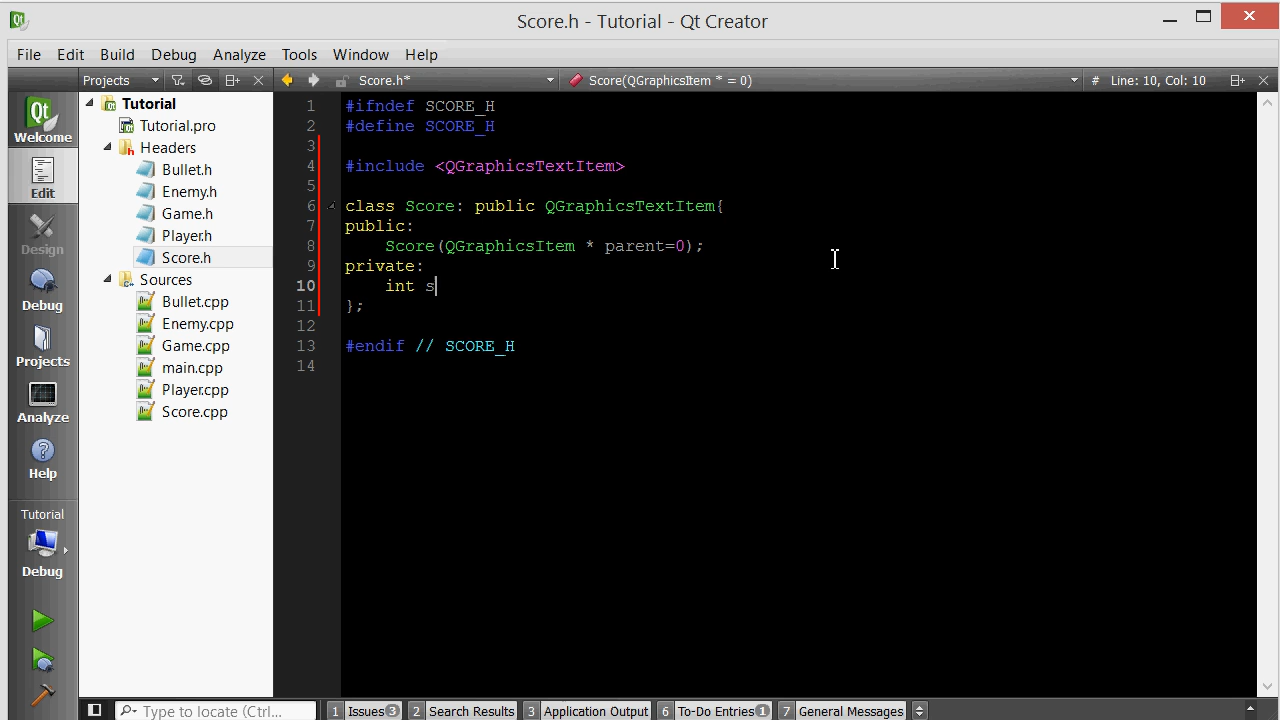 Score.h - Tutorial - Qt Creator
File Edit Build Debug Analyze Tools Window Help
Projects Score.h* Score(QGraphicsItem * = 0) # Line: 10, Col: 10
Qt
Welcome
Edit
Design
Debug
Projects
Analyze
Help
Tutorial
Debug
Tutorial
Tutorial.pro
Headers
Bullet.h
Enemy.h
Game.h
Player.h
Score.h
Sources
Bullet.cpp
Enemy.cpp
Game.cpp
main.cpp
Player.cpp
Score.cpp
1 #ifndef SCORE_H
2 #define SCORE_H
3
4 #include <QGraphicsTextItem>
5
6 class Score: public QGraphicsTextItem{
7 public:
8 Score(QGraphicsItem * parent=0);
9 private:
10 int s
11 };
12
13 #endif // SCORE_H
14
Type to locate (Ctrl... 1 Issues 3 2 Search Results 3 Application Output 6 To-Do Entries 1 7 General Messages